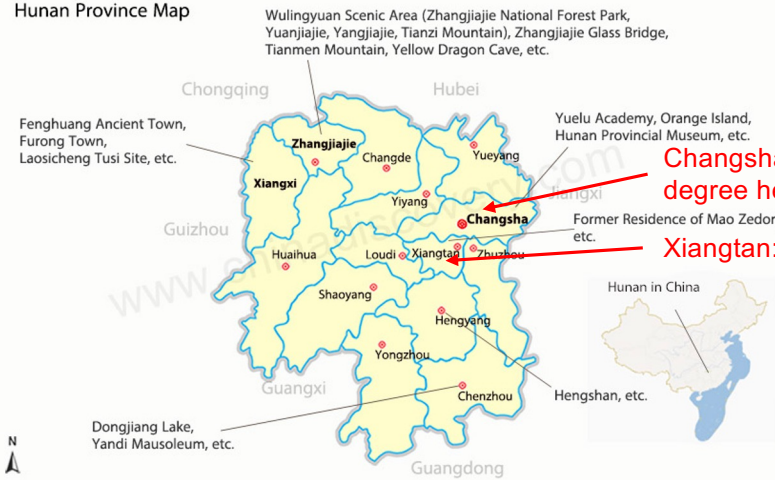 Hunan Province Map
Wulingyuan Scenic Area (Zhangjiajie National Forest Park,
Yuanjiajie, Yangjiajie, Tianzi Mountain), Zhangjiajie Glass Bridge,
Tianmen Mountain, Yellow Dragon Cave, etc.
Chongqing
Hubei
Fenghuang Ancient Town,
Furong Town,
Laosicheng Tusi Site, etc.
Yuelu Academy, Orange Island,
Hunan Provincial Museum, etc.
Zhangjiajie
Changde
Yueyang
Changsha
degree
Xiangxi
Yiyang
Jiangxi
Changsha
Former Residence of Mao Zedon
etc.
Guizhou
Huaihua
Loudi
Xiangtan
Zhuzhou
Xiangtan:
www.chinadiscovery.com
Shaoyang
Hunan in China
Hengyang
Yongzhou
Guangxi
Chenzhou
Hengshan, etc.
Dongjiang Lake,
Yandi Mausoleum, etc.
N
Guangdong